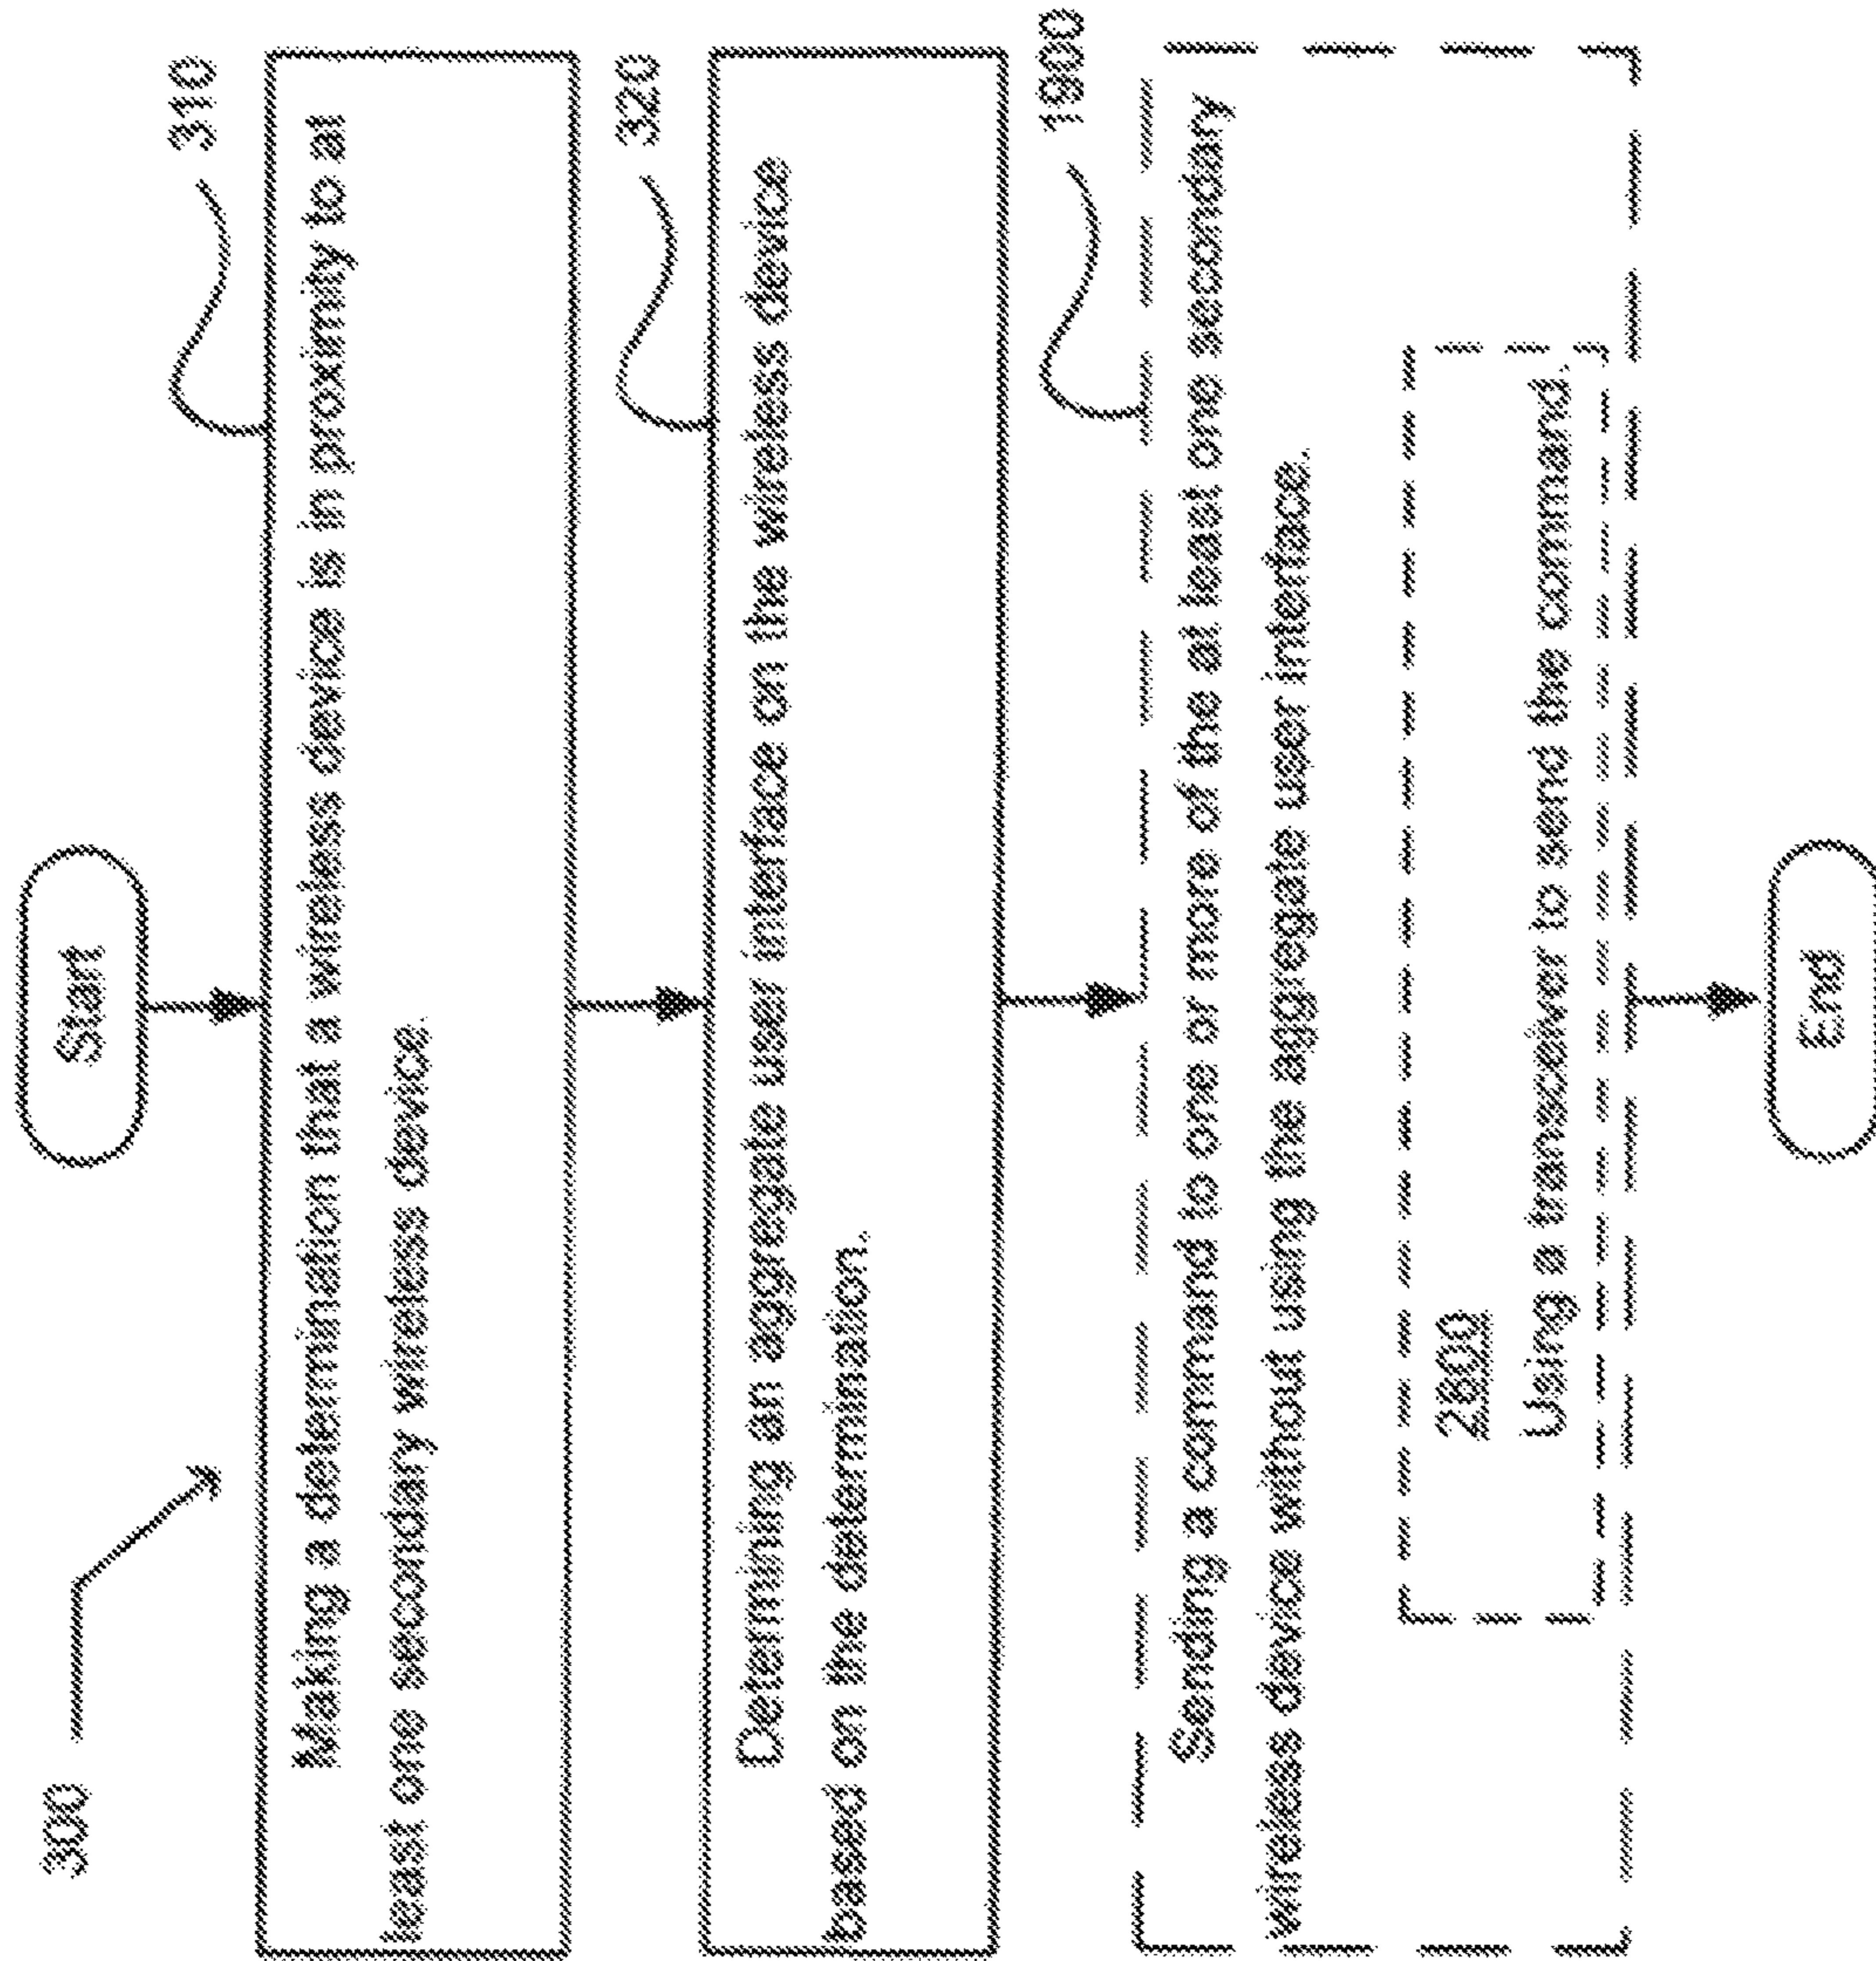 300
Start
310
Making a determination that a wireless device is in proximity to at
least one secondary wireless device.
320
Determining an aggregate user interface on the wireless device
based on the determination.
1900
Sending a command to one or more of the at least one secondary
wireless device without using the aggregate user interface.
2600
Using a transceiver to send the command.
End